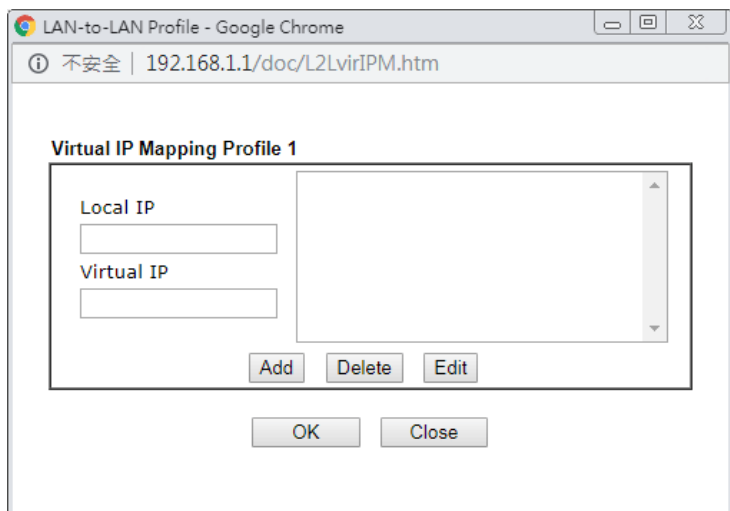 LAN-to-LAN Profile - Google Chrome
不安全 | 192.168.1.1/doc/L2LvirIPM.htm
Virtual IP Mapping Profile 1
Local IP
Virtual IP
Add Delete Edit
OK Close